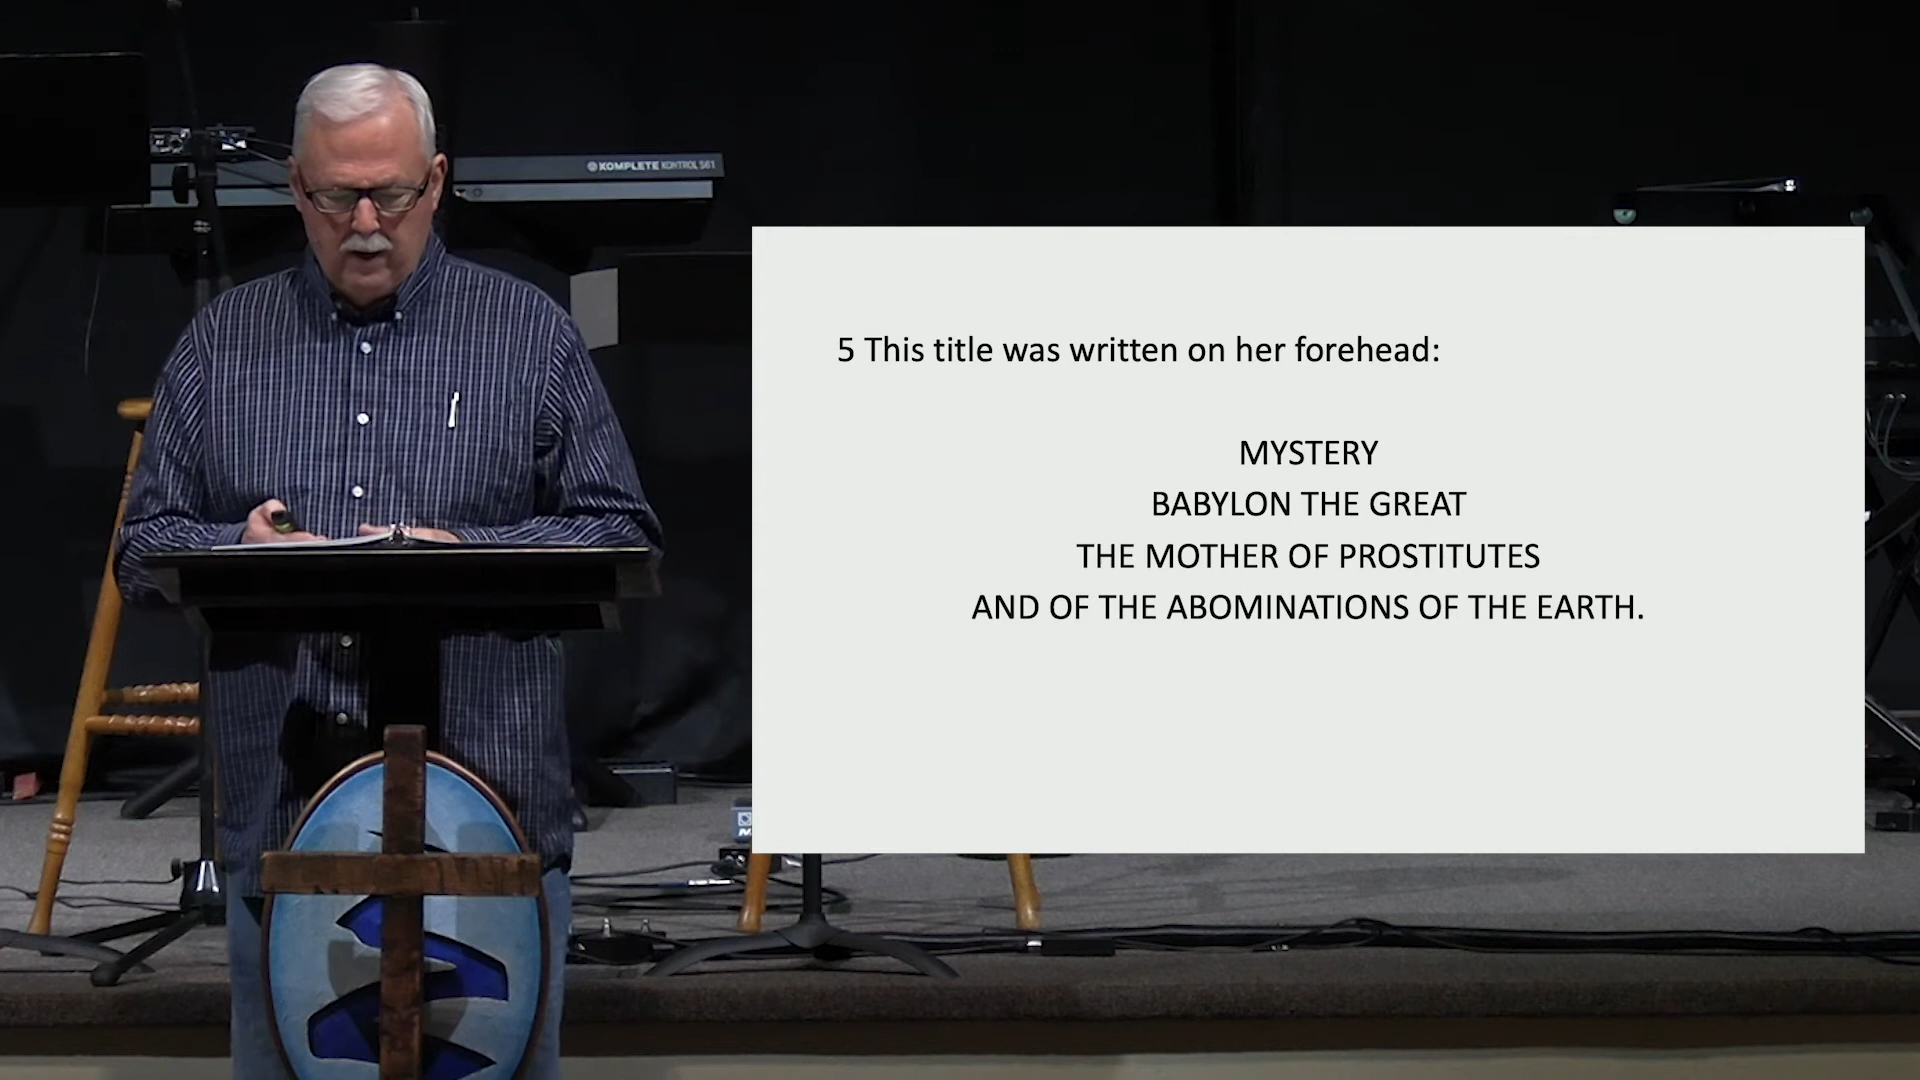 KOMPLETE KONTROL S61
5 This title was written on her forehead:
MYSTERY
BABYLON THE GREAT
THE MOTHER OF PROSTITUTES
AND OF THE ABOMINATIONS OF THE EARTH.